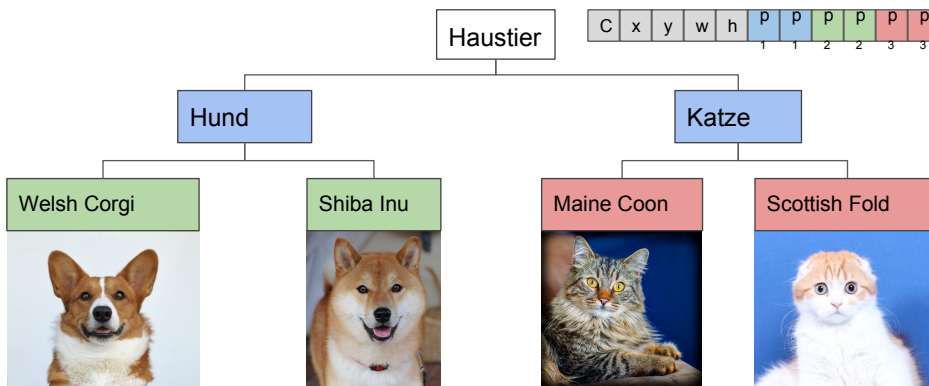 Haustier
C x y w h p p p p p p
1 1 2 2 3 3
Hund
Katze
Welsh Corgi
Shiba Inu
Maine Coon
Scottish Fold